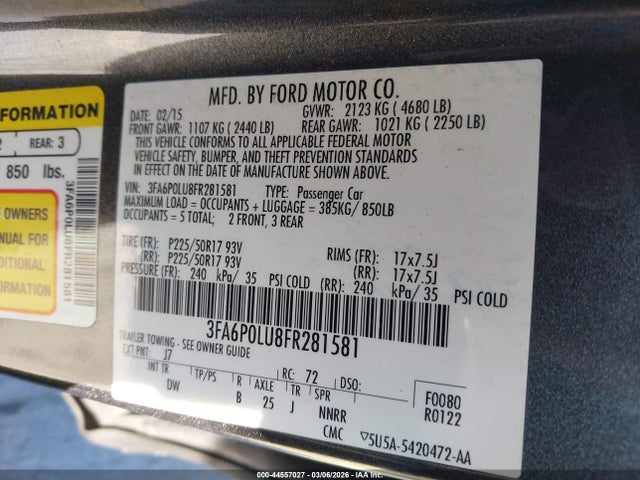 FORMATION
REAR: 3
850 lbs.
OWNERS
NUAL FOR
DITIONAL
ORMATION
3FA6P0LU8FR281581
MFD. BY FORD MOTOR CO.
DATE: 02/15 GVWR: 2123 KG ( 4680 LB)
FRONT GAWR: 1107 KG ( 2440 LB) REAR GAWR: 1021 KG ( 2250 LB)
THIS VEHICLE CONFORMS TO ALL APPLICABLE FEDERAL MOTOR
VEHICLE SAFETY, BUMPER, AND THEFT PREVENTION STANDARDS
IN EFFECT ON THE DATE OF MANUFACTURE SHOWN ABOVE.
VIN: 3FA6P0LU8FR281581 TYPE: Passenger Car
MAXIMUM LOAD = OCCUPANTS + LUGGAGE = 385KG/ 850LB
OCCUPANTS = 5 TOTAL; 2 FRONT, 3 REAR
TIRE (FR): P225/50R17 93V RIMS (FR): 17x7.5J
(RR): P225/50R17 93V (RR): 17x7.5J
PRESSURE (FR): 240 kPa/ 35 PSI COLD (RR): 240 kPa/ 35 PSI COLD
3FA6P0LU8FR281581
TRAILER TOWING - SEE OWNER GUIDE
EXT PNT: J7 RC: 72 DSO:
INT TR TP/PS R AXLE TR SPR
DW B 25 J NNRR
CMC
F0080
R0122
5U5A-5420472-AA
000-44557027 - 03/06/2026 - IAAI.COM